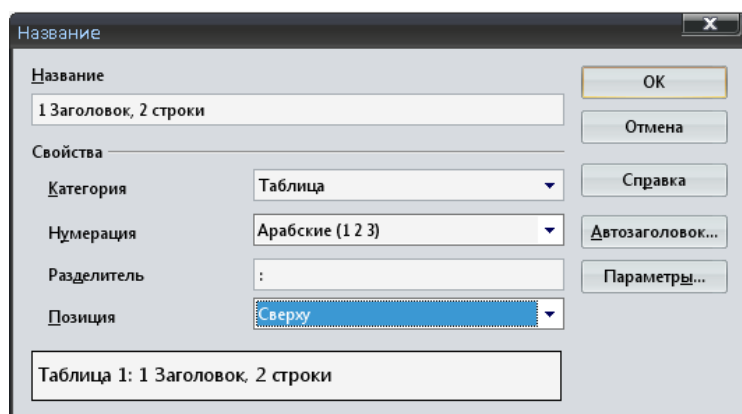 Название
X
Название
1 Заголовок, 2 строки
Свойства
Категория
Таблица
Нумерация
Арабские (1 2 3)
Разделитель
:
Позиция
Сверху
Таблица 1: 1 Заголовок, 2 строки
OK
Отмена
Справка
Автозаголовок...
Параметры...